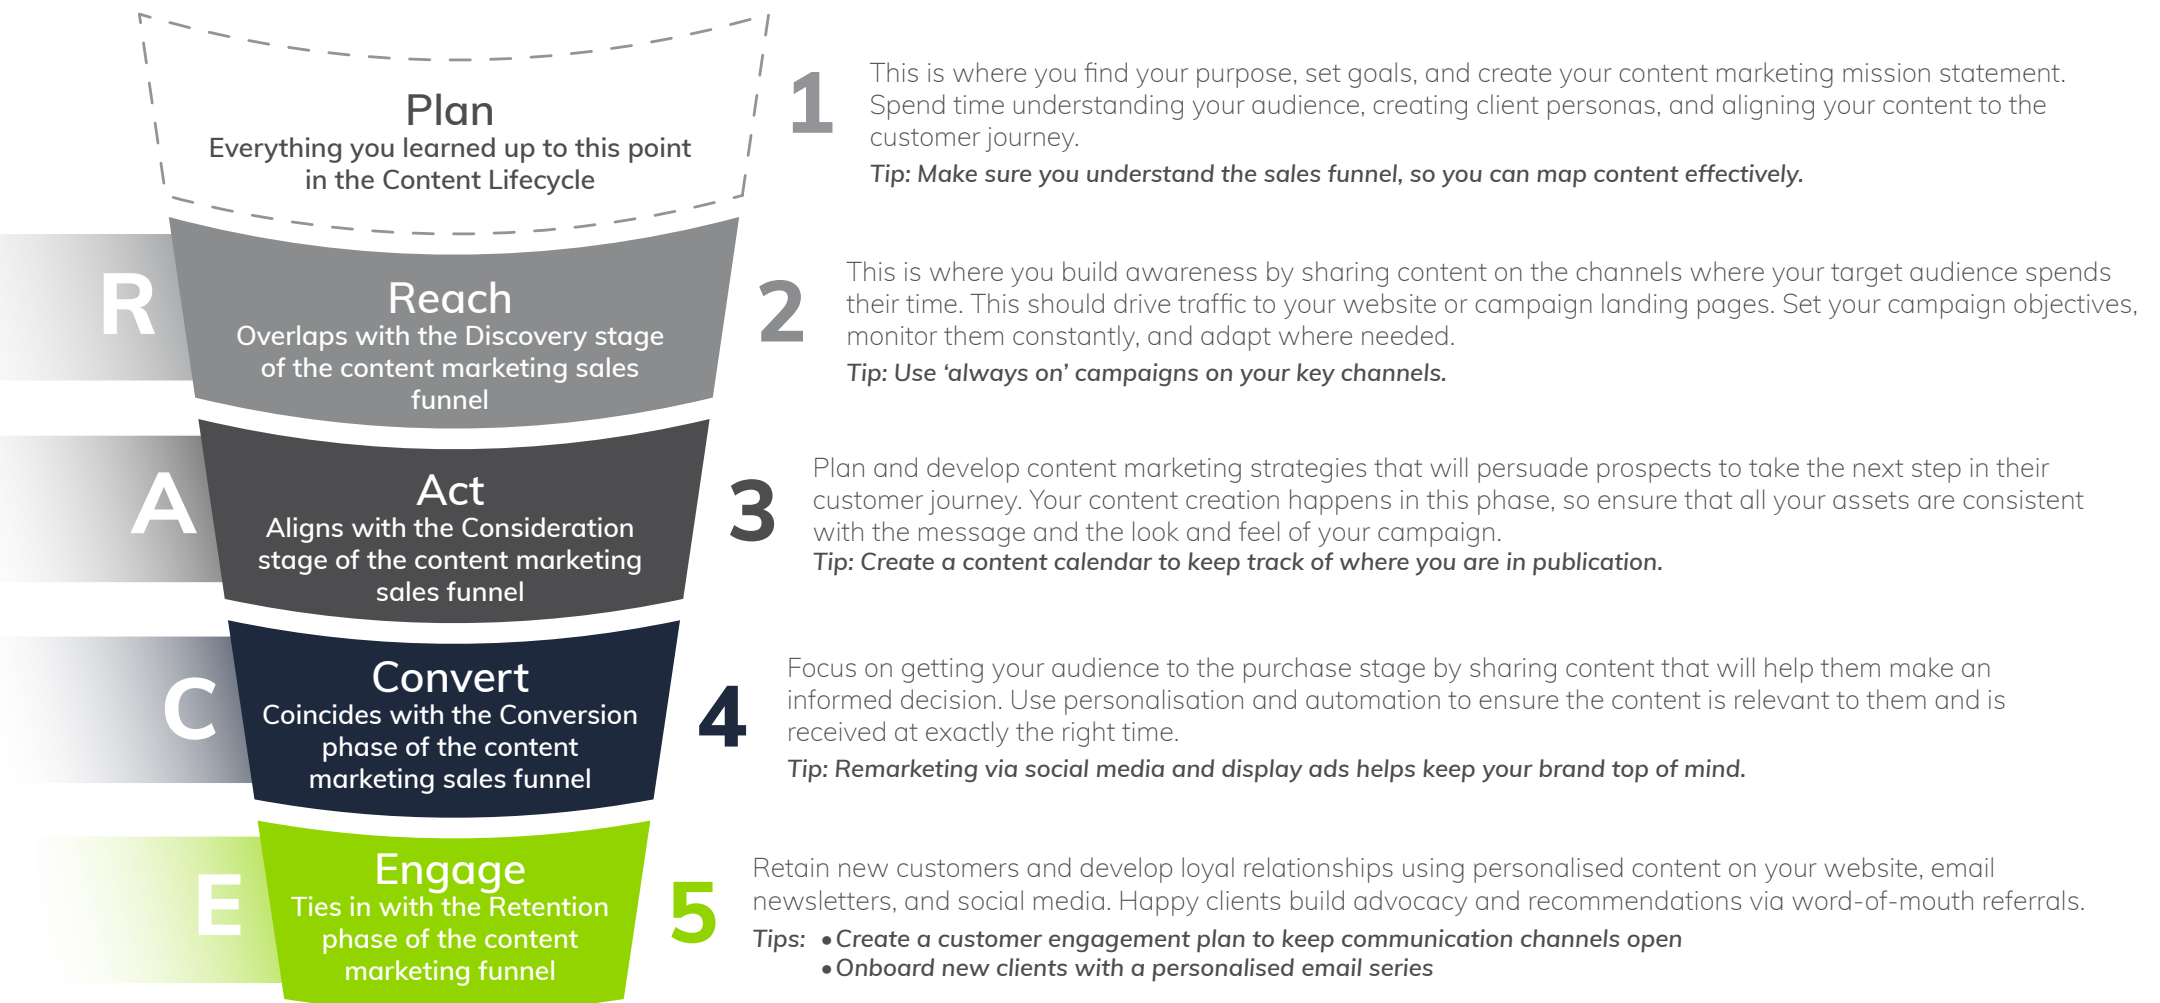 Plan
Everything you learned up to this point
in the Content Lifecycle
1
This is where you find your purpose, set goals, and create your content marketing mission statement.
Spend time understanding your audience, creating client personas, and aligning your content to the
customer journey.
Tip: Make sure you understand the sales funnel, so you can map content effectively.
R
Reach
Overlaps with the Discovery stage
of the content marketing sales
funnel
2
This is where you build awareness by sharing content on the channels where your target audience spends
their time. This should drive traffic to your website or campaign landing pages. Set your campaign objectives,
monitor them constantly, and adapt where needed.
Tip: Use ‘always on’ campaigns on your key channels.
A
Act
Aligns with the Consideration
stage of the content marketing
sales funnel
3
Plan and develop content marketing strategies that will persuade prospects to take the next step in their
customer journey. Your content creation happens in this phase, so ensure that all your assets are consistent
with the message and the look and feel of your campaign.
Tip: Create a content calendar to keep track of where you are in publication.
C
Convert
Coincides with the Conversion
phase of the content
marketing sales funnel
4
Focus on getting your audience to the purchase stage by sharing content that will help them make an
informed decision. Use personalisation and automation to ensure the content is relevant to them and is
received at exactly the right time.
Tip: Remarketing via social media and display ads helps keep your brand top of mind.
E
Engage
Ties in with the Retention
phase of the content
marketing funnel
5
Retain new customers and develop loyal relationships using personalised content on your website, email
newsletters, and social media. Happy clients build advocacy and recommendations via word-of-mouth referrals.
Tips: • Create a customer engagement plan to keep communication channels open
• Onboard new clients with a personalised email series